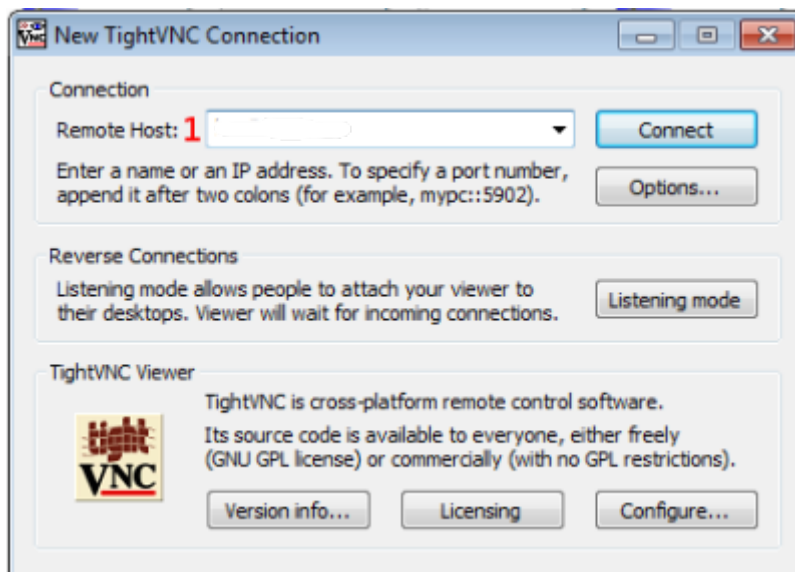 New TightVNC Connection
Connection
Remote Host: 1
Connect
Enter a name or an IP address. To specify a port number,
append it after two colons (for example, mypc::5902).
Options...
Reverse Connections
Listening mode allows people to attach your viewer to
their desktops. Viewer will wait for incoming connections.
Listening mode
TightVNC Viewer
TightVNC is cross-platform remote control software.
Its source code is available to everyone, either freely
(GNU GPL license) or commercially (with no GPL restrictions).
tight
VNC
Version info...
Licensing
Configure...